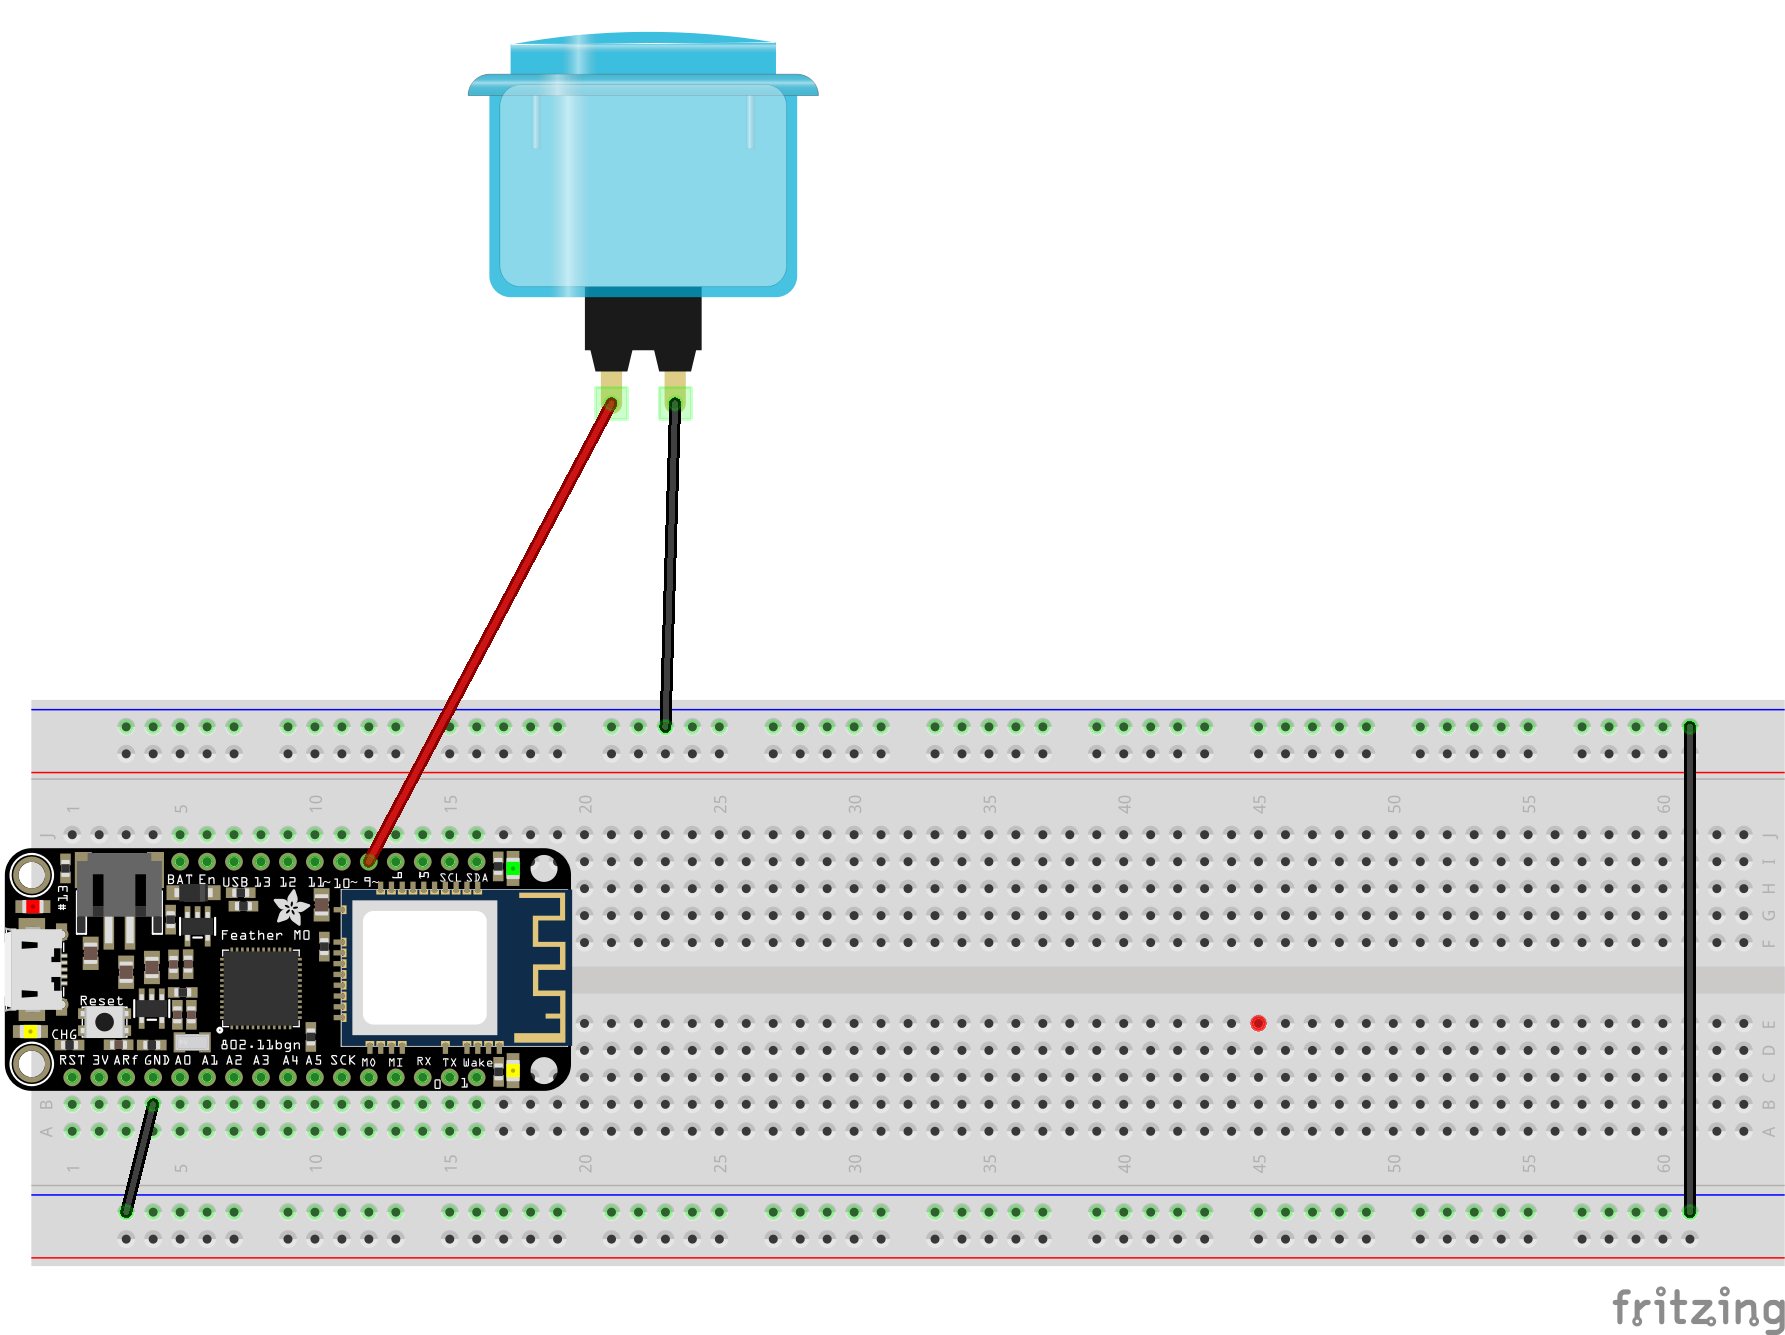 1 5 10 15 20 25 30 35 40 45 50 55 60
J J
I
H
G
F
BAT En USB 13 12 11~ 10~ 9~ 6 5 SCL SDA
#13
Feather M0
Reset
CHG
802.11bgn
RST 3V ARf GND A0 A1 A2 A3 A4 A5 SCK M0 MI RX TX Wake
0 1
E
D
C
B B
A A
1 5 10 15 20 25 30 35 40 45 50 55 60
fritzing